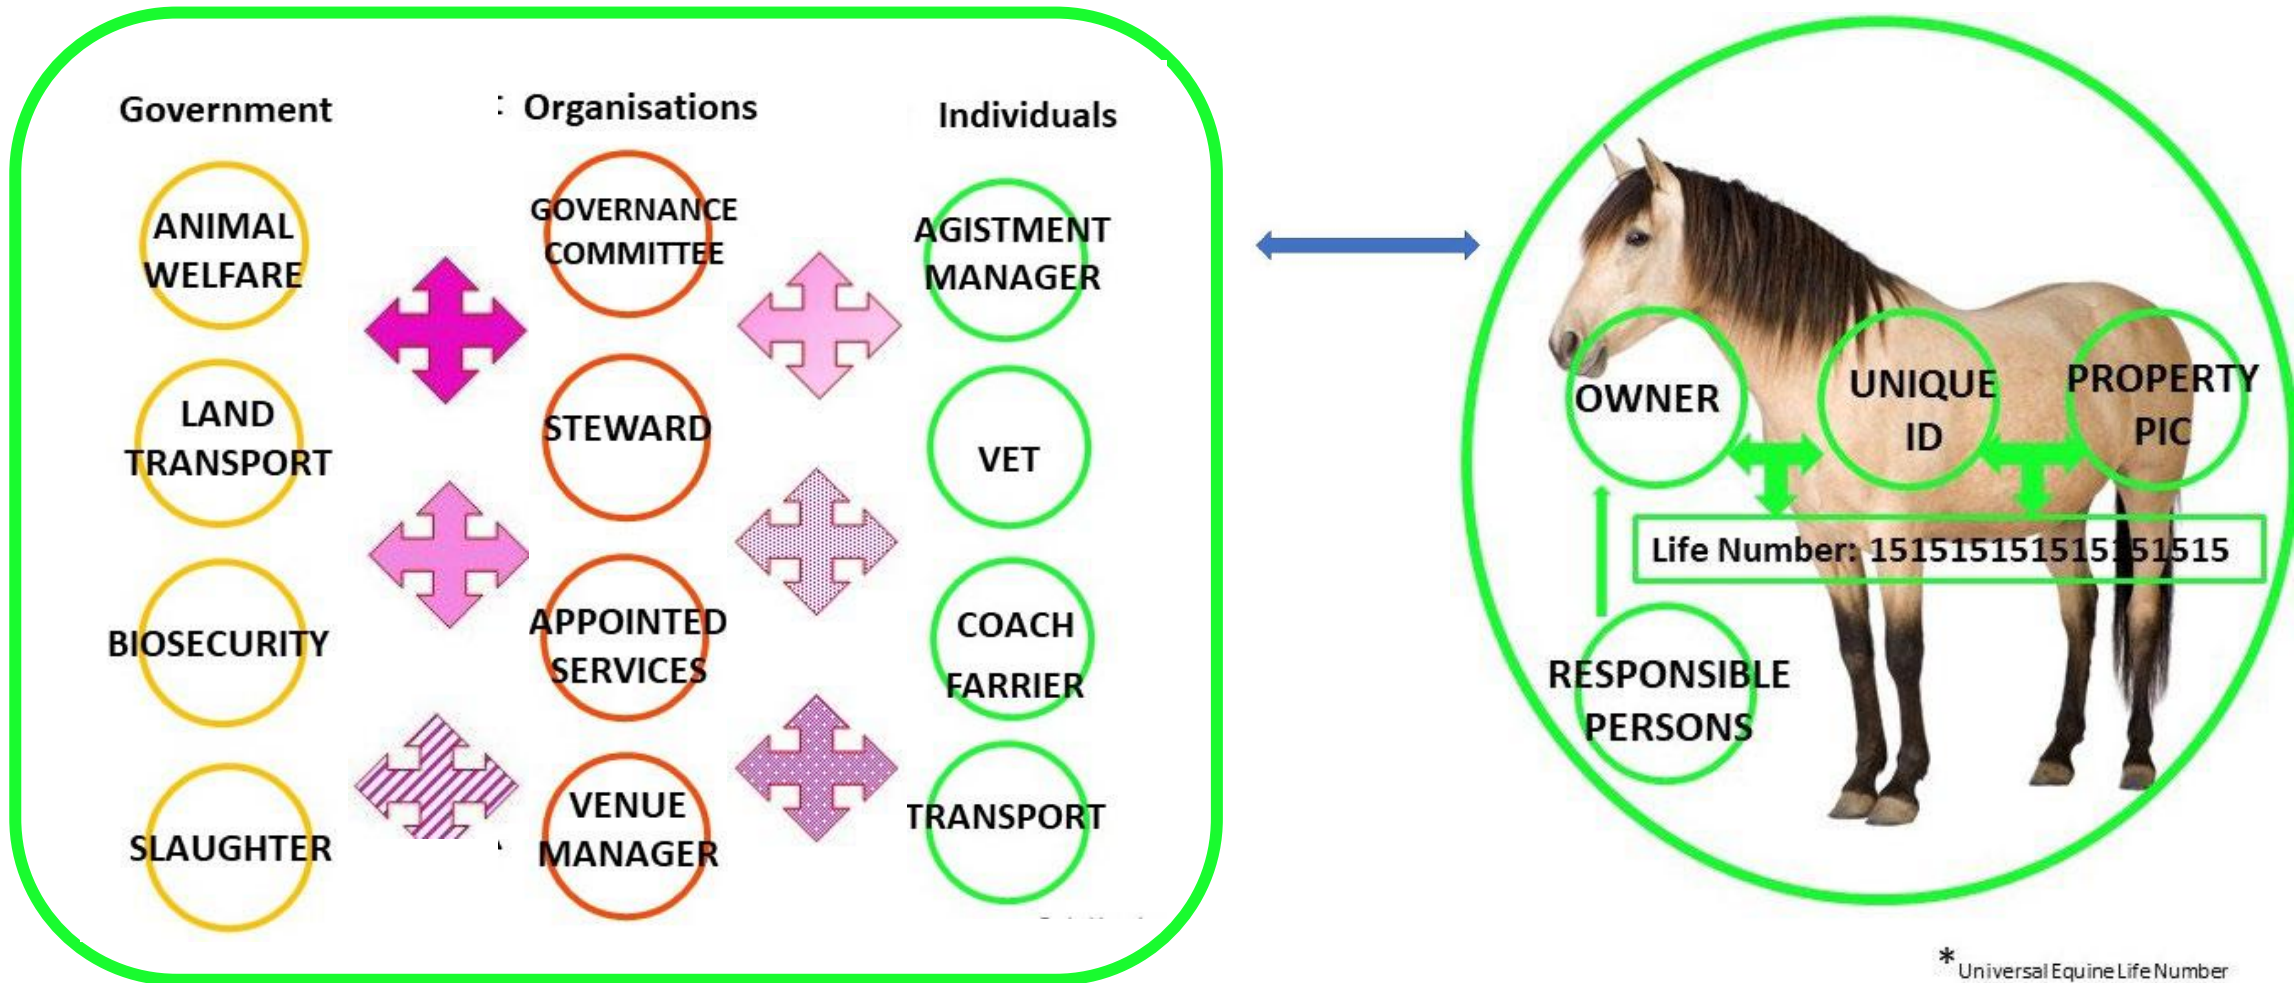 Government
Organisations
Individuals
ANIMAL
WELFARE
LAND
TRANSPORT
BIOSECURITY
SLAUGHTER
GOVERNANCE
COMMITTEE
STEWARD
APPOINTED
SERVICES
VENUE
MANAGER
AGISTMENT
MANAGER
VET
COACH
FARRIER
TRANSPORT
OWNER
UNIQUE
ID
PROPERTY
PIC
Life Number: 151515151515151515
RESPONSIBLE
PERSONS
* Universal Equine Life Number